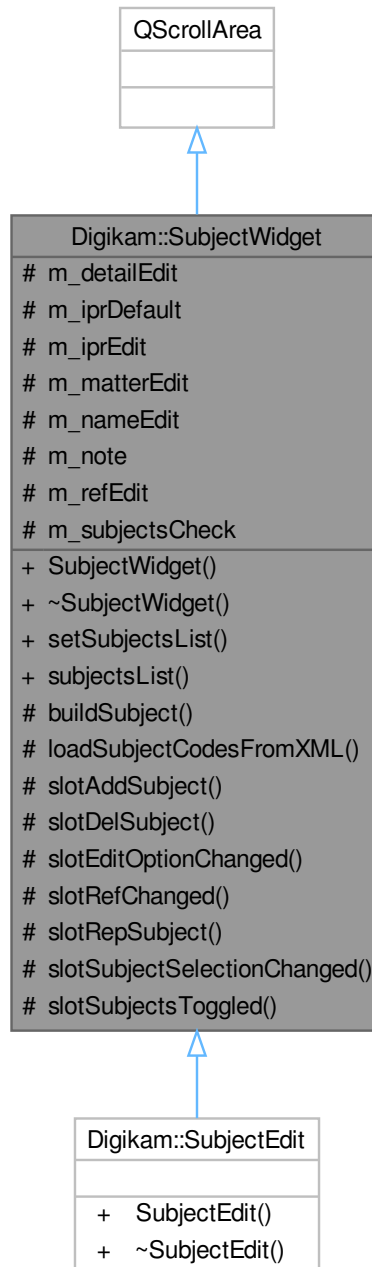 QScrollArea
Digikam::SubjectWidget
# m_detailEdit
# m_iprDefault
# m_iprEdit
# m_matterEdit
# m_nameEdit
# m_note
# m_refEdit
# m_subjectsCheck
+ SubjectWidget()
+ ~SubjectWidget()
+ setSubjectsList()
+ subjectsList()
# buildSubject()
# loadSubjectCodesFromXML()
# slotAddSubject()
# slotDelSubject()
# slotEditOptionChanged()
# slotRefChanged()
# slotRepSubject()
# slotSubjectSelectionChanged()
# slotSubjectsToggled()
Digikam::SubjectEdit
+ SubjectEdit()
+ ~SubjectEdit()